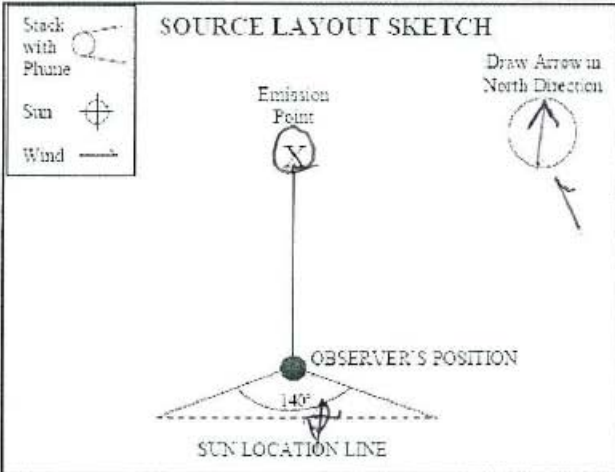 SOURCE LAYOUT SKETCH
Stack
with
Plume
Sun
Wind
Emission
Point
X
Draw Arrow in
North Direction
OBSERVER'S POSITION
140°
SUN LOCATION LINE